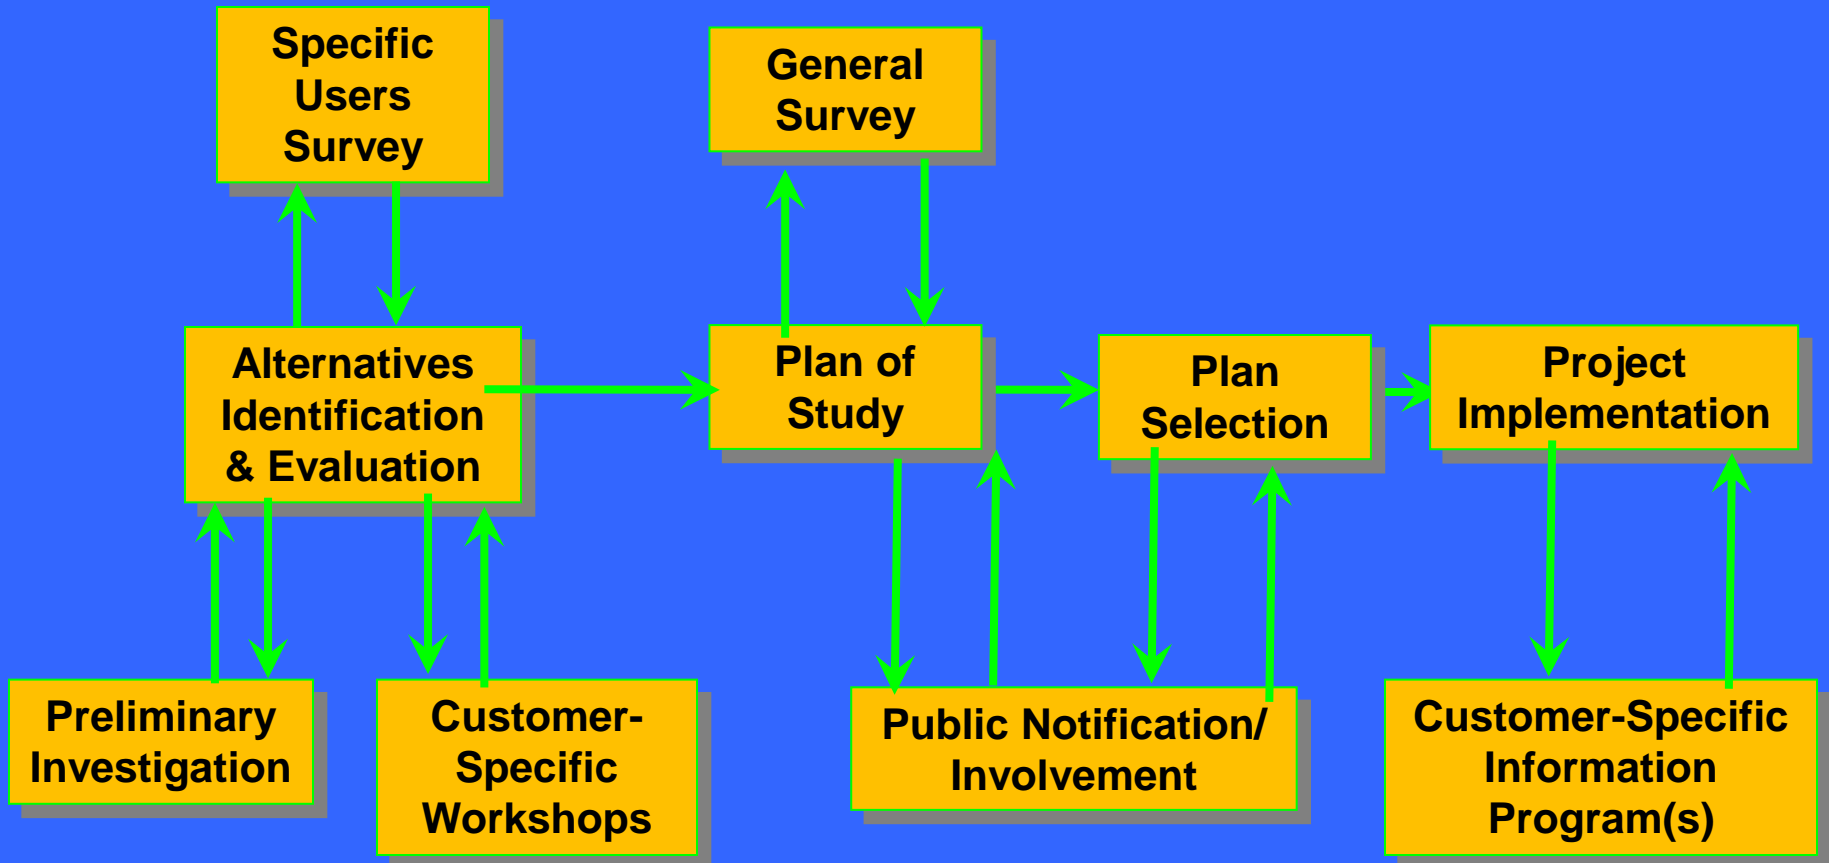 Specific
Users
Survey
General
Survey
Alternatives
Identification
& Evaluation
Plan of
Study
Plan
Selection
Project
Implementation
Preliminary
Investigation
Customer-
Specific
Workshops
Public Notification/
Involvement
Customer-Specific
Information
Program(s)